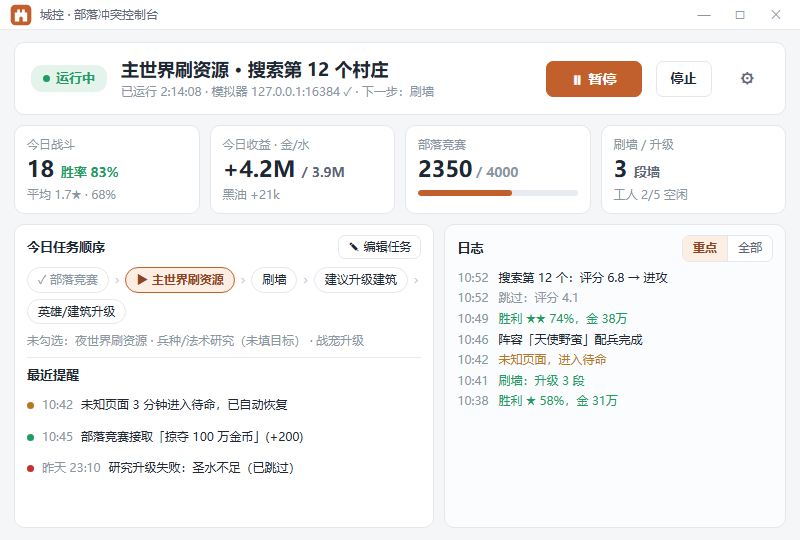 城控 · 部落冲突控制台
● 运行中
主世界刷资源 · 搜索第 12 个村庄
已运行 2:14:08 · 模拟器 127.0.0.1:16384 ✓ · 下一步：刷墙
⏸ 暂停
停止
⚙
今日战斗
18 胜率 83%
平均 1.7★ · 68%
今日收益 · 金/水
+4.2M / 3.9M
黑油 +21k
部落竞赛
2350 / 4000
刷墙 / 升级
3 段墙
工人 2/5 空闲
今日任务顺序
✎ 编辑任务
✓ 部落竞赛 › ▶ 主世界刷资源 › 刷墙 › 建议升级建筑 ›
英雄/建筑升级
未勾选：夜世界刷资源 · 兵种/法术研究（未填目标） · 战宠升级
最近提醒
10:42 未知页面 3 分钟进入待命，已自动恢复
10:45 部落竞赛接取「掠夺 100 万金币」(+200)
昨天 23:10 研究升级失败：圣水不足（已跳过）
日志
重点 全部
10:52 搜索第 12 个：评分 6.8 → 进攻
10:52 跳过：评分 4.1
10:49 胜利 ★★ 74%，金 38万
10:46 阵容「天使野蛮」配兵完成
10:42 未知页面，进入待命
10:41 刷墙：升级 3 段
10:38 胜利 ★ 58%，金 31万